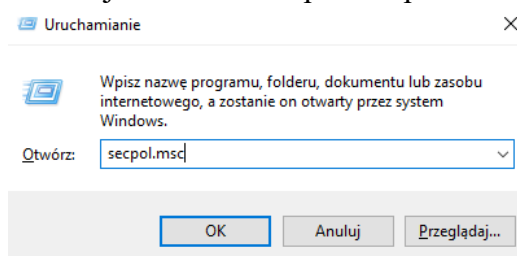 Uruchamianie
Wpisz nazwę programu, folderu, dokumentu lub zasobu
internetowego, a zostanie on otwarty przez system
Windows.
Otwórz: secpol.msc
OK Anuluj Przeglądaj...